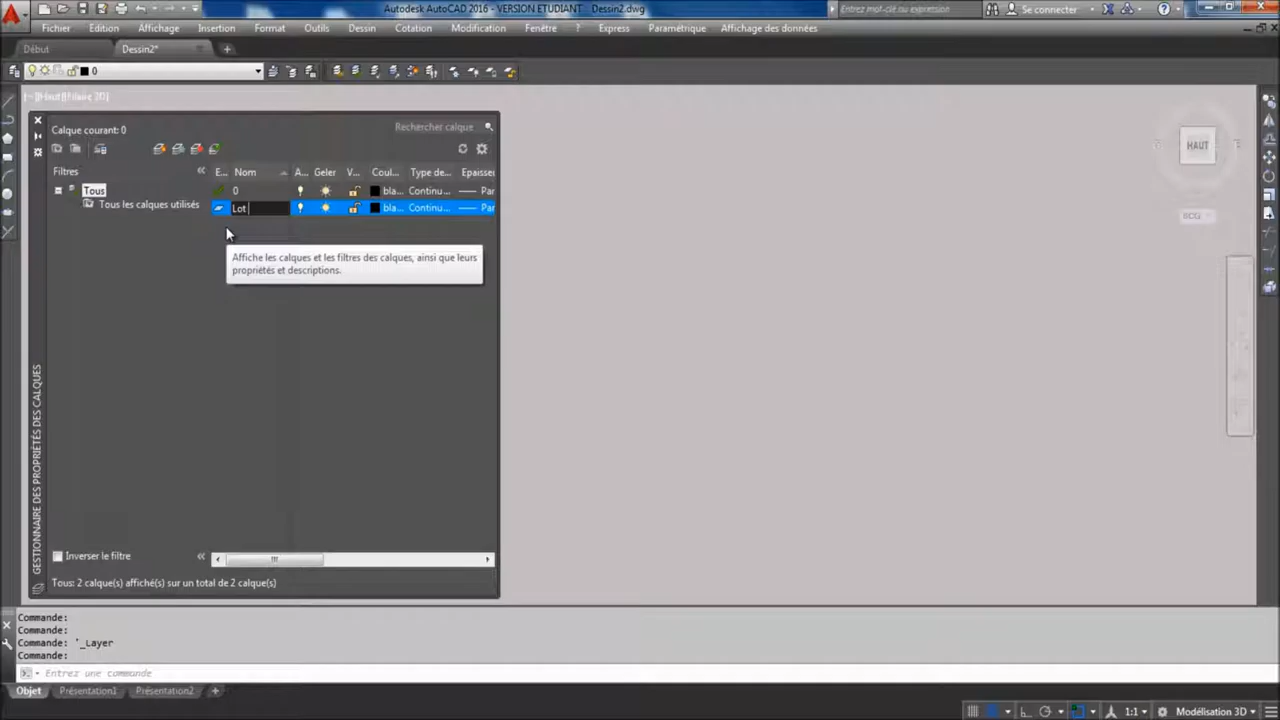 Autodesk AutoCAD 2016 - VERSION ETUDIANT Dessin2.dwg
Entrez mot-clé ou expression
Se connecter
Fichier Edition Affichage Insertion Format Outils Dessin Cotation Modification Fenêtre ? Express Paramétrique Affichage des données
Début Dessin2*
0
[−][Haut][Filaire 2D]
Calque courant: 0
Rechercher calque
Filtres
E... Nom A... Geler V... Coul... Type de... Epaisseur
Tous
0 bla... Continu... Par
Tous les calques utilisés
Lot bla... Continu... Par
Affiche les calques et les filtres des calques, ainsi que leurs
propriétés et descriptions.
HAUT
E
SCG
GESTIONNAIRE DES PROPRIÉTÉS DES CALQUES
Inverser le filtre
Tous: 2 calque(s) affiché(s) sur un total de 2 calque(s)
Commande:
Commande:
Commande: '_Layer
Commande:
Entrez une commande
Objet Présentation1 Présentation2 +
1:1 Modélisation 3D